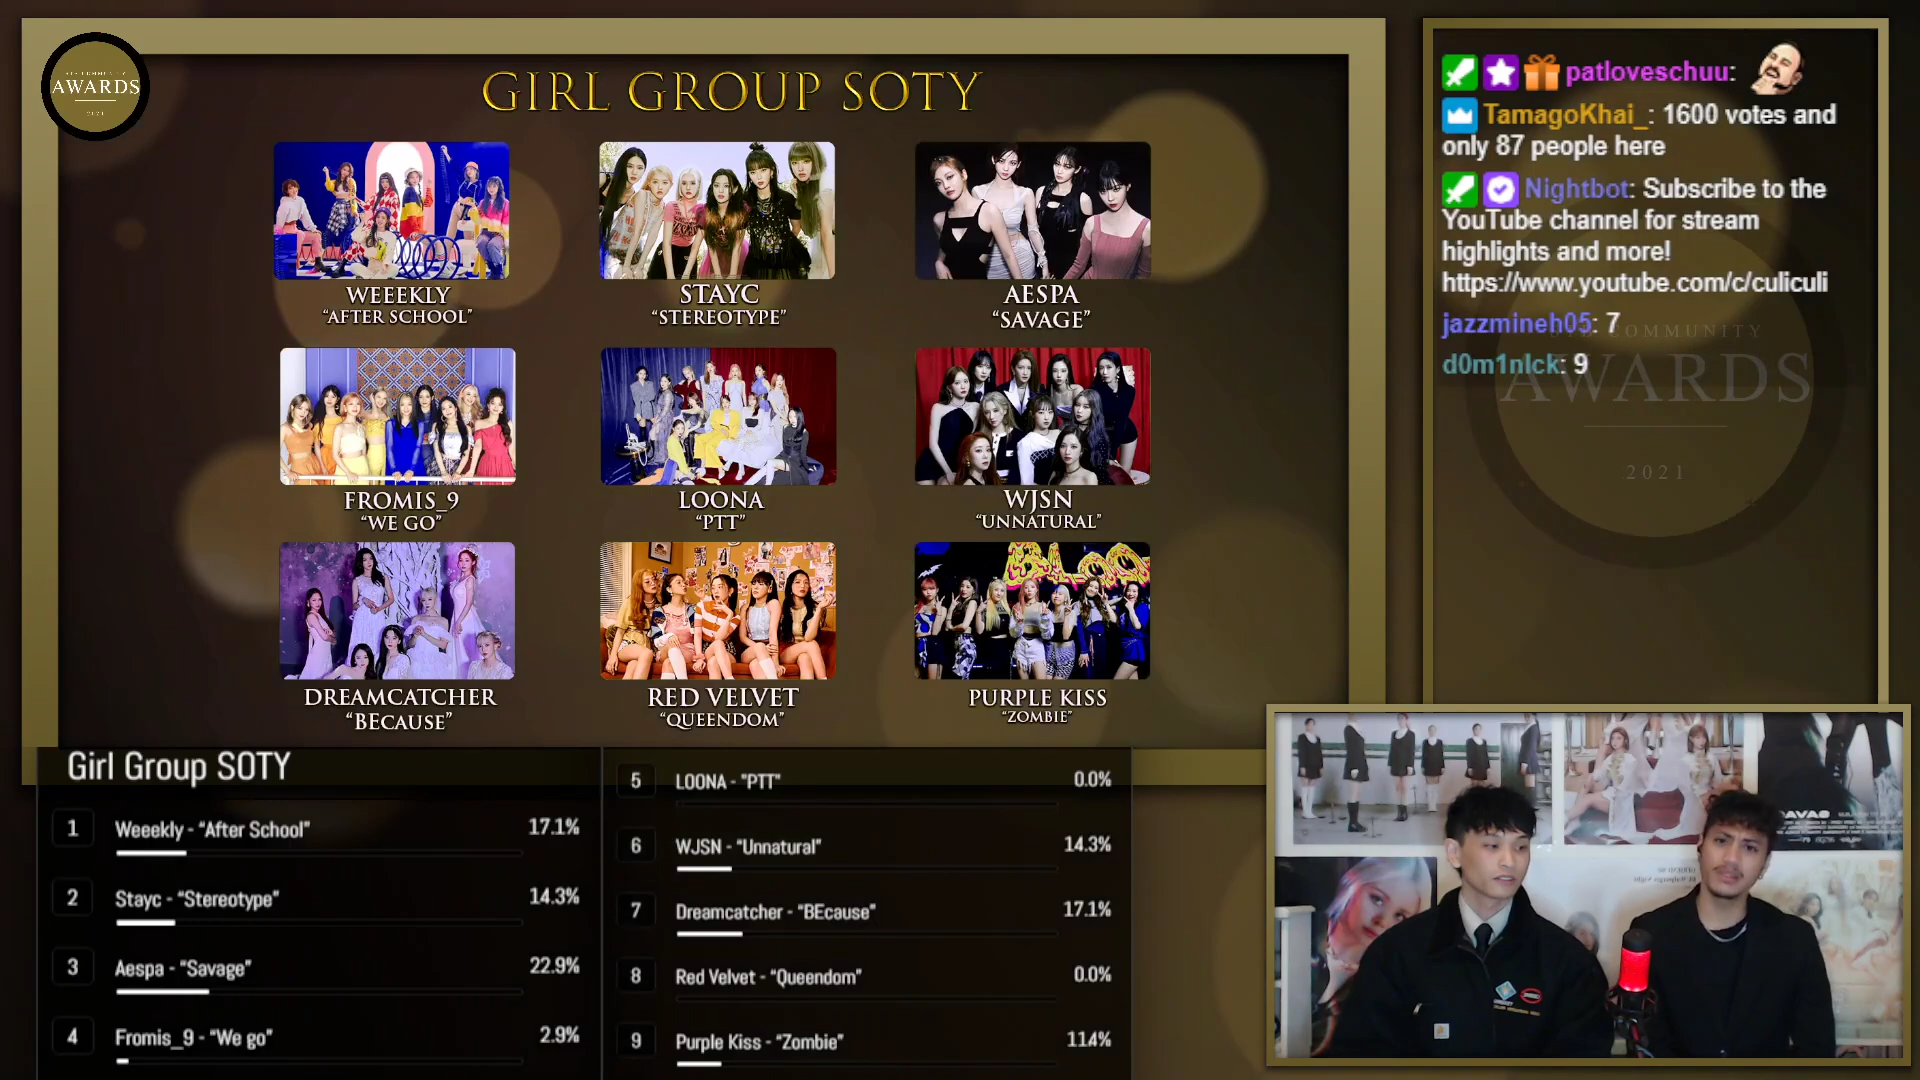 AWARDS
2021
GIRL GROUP SOTY
WEEEKLY
“AFTER SCHOOL”
STAYC
“STEREOTYPE”
AESPA
“SAVAGE”
FROMIS_9
“WE GO”
LOONA
“PTT”
WJSN
“UNNATURAL”
DREAMCATCHER
“BECAUSE”
RED VELVET
“QUEENDOM”
PURPLE KISS
“ZOMBIE”
Girl Group SOTY
1 Weeekly - “After School” 17.1%
2 Stayc - “Stereotype” 14.3%
3 Aespa - “Savage” 22.9%
4 Fromis_9 - “We go” 2.9%
5 LOONA - "PTT" 0.0%
6 WJSN - “Unnatural” 14.3%
7 Dreamcatcher - “BEcause” 17.1%
8 Red Velvet - “Queendom” 0.0%
9 Purple Kiss - “Zombie” 11.4%
patloveschuu:
TamagoKhai_: 1600 votes and
only 87 people here
Nightbot: Subscribe to the
YouTube channel for stream
highlights and more!
https://www.youtube.com/c/culiculi
jazzmineh05: 7
d0m1nlck: 9
COMMUNITY
AWARDS
2021